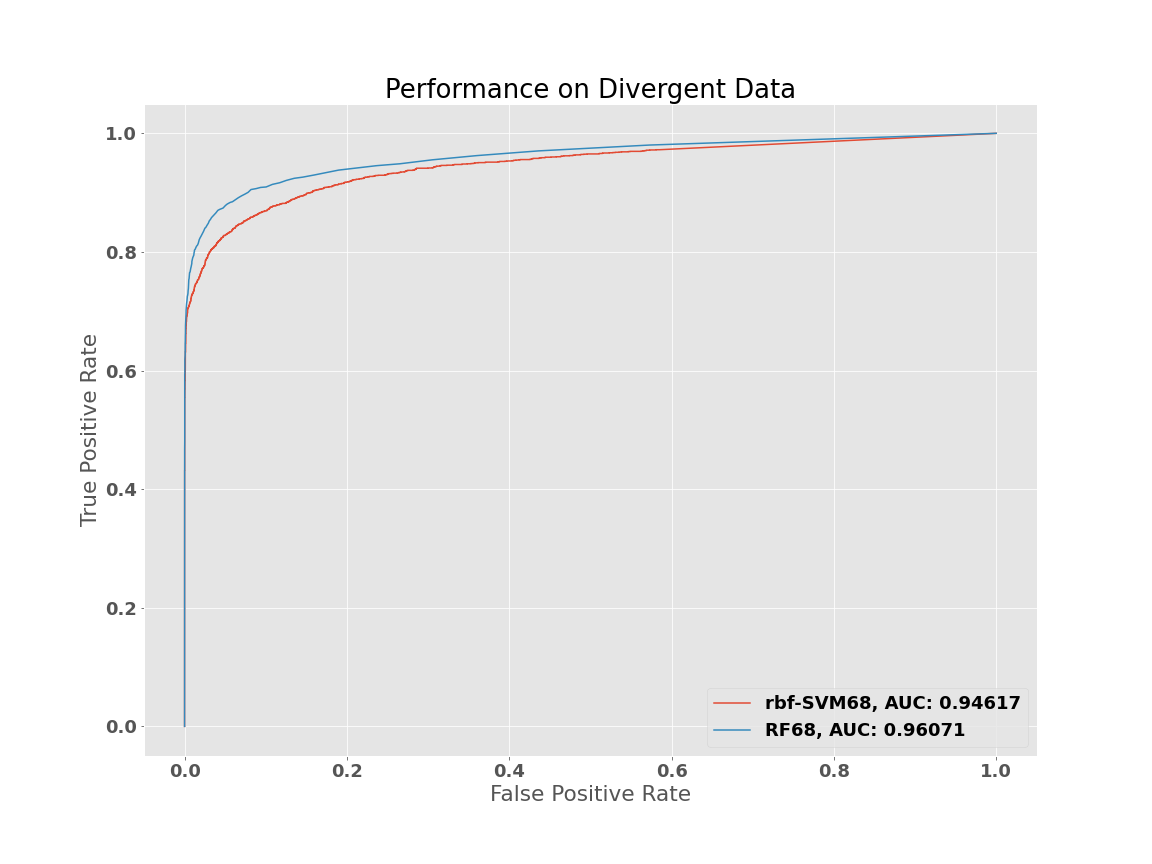 Performance on Divergent Data
1.0
0.8
0.6
0.4
0.2
0.0
True Positive Rate
rbf-SVM68, AUC: 0.94617
RF68, AUC: 0.96071
0.0 0.2 0.4 0.6 0.8 1.0
False Positive Rate